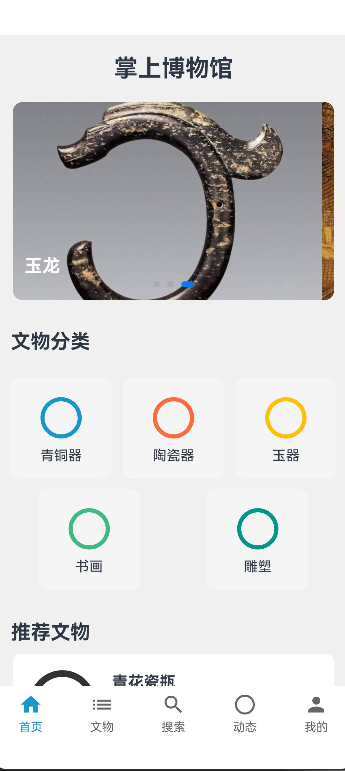 掌上博物馆
玉龙
文物分类
青铜器
陶瓷器
玉器
书画
雕塑
推荐文物
青花瓷瓶
首页
文物
搜索
动态
我的